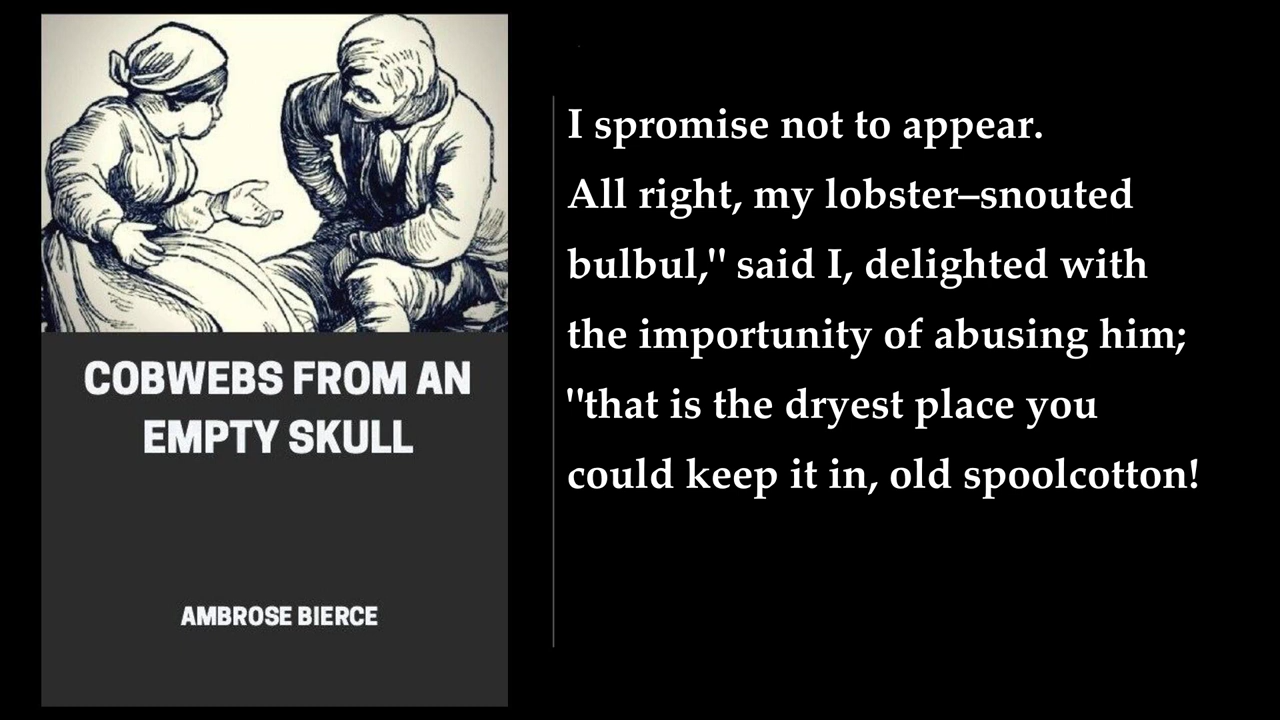 COBWEBS FROM AN
EMPTY SKULL
AMBROSE BIERCE
I spromise not to appear.
All right, my lobster–snouted
bulbul," said I, delighted with
the importunity of abusing him;
"that is the dryest place you
could keep it in, old spoolcotton!